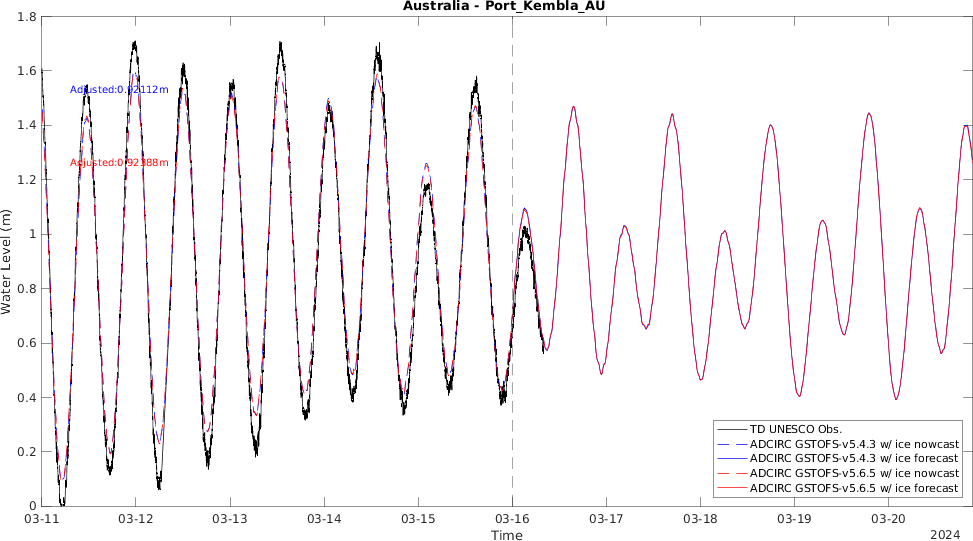 Australia - Port_Kembla_AU
1.8
1.6
1.4
1.2
1
0.8
0.6
0.4
0.2
0
Water Level (m)
Adjusted:0.92112m
Adjusted:0.92388m
TD UNESCO Obs.
ADCIRC GSTOFS-v5.4.3 w/ ice nowcast
ADCIRC GSTOFS-v5.4.3 w/ ice forecast
ADCIRC GSTOFS-v5.6.5 w/ ice nowcast
ADCIRC GSTOFS-v5.6.5 w/ ice forecast
03-11 03-12 03-13 03-14 03-15 03-16 03-17 03-18 03-19 03-20
Time
2024